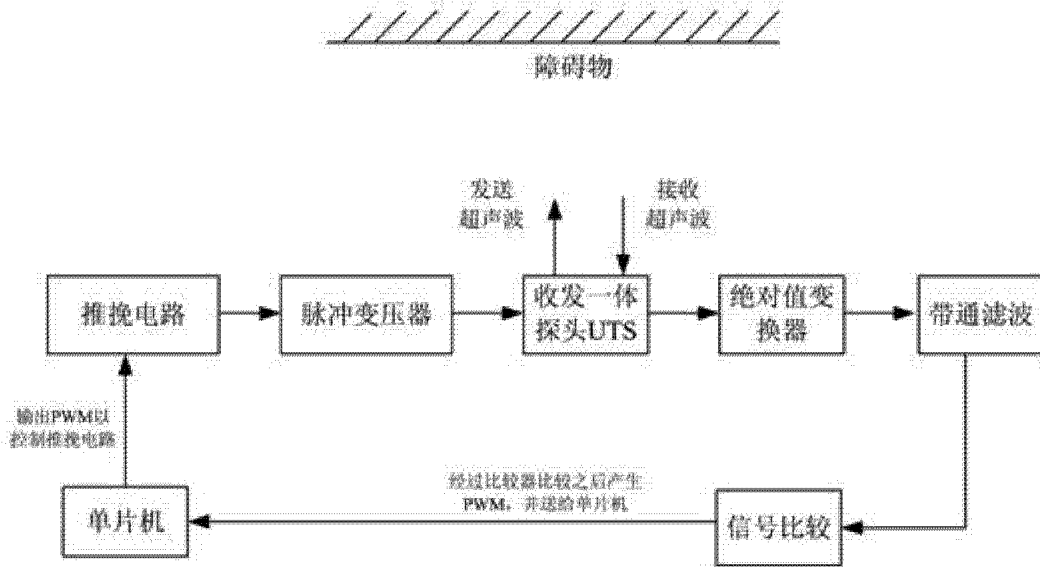 障碍物
发送
超声波
接收
超声波
推挽电路
脉冲变压器
收发一体
探头UTS
绝对值变
换器
带通滤波
输出PWM以
控制推挽电路
经过比较器比较之后产生
PWM，并送给单片机
单片机
信号比较